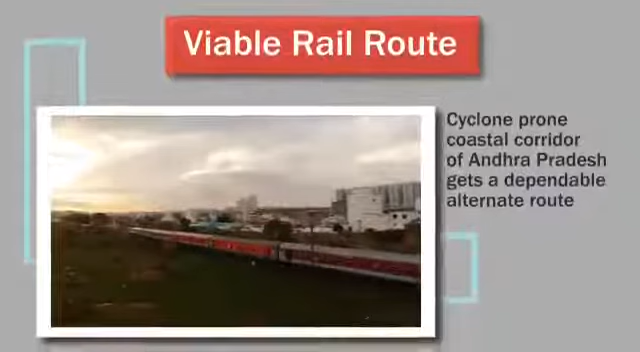 Viable Rail Route
Cyclone prone
coastal corridor
of Andhra Pradesh
gets a dependable
alternate route